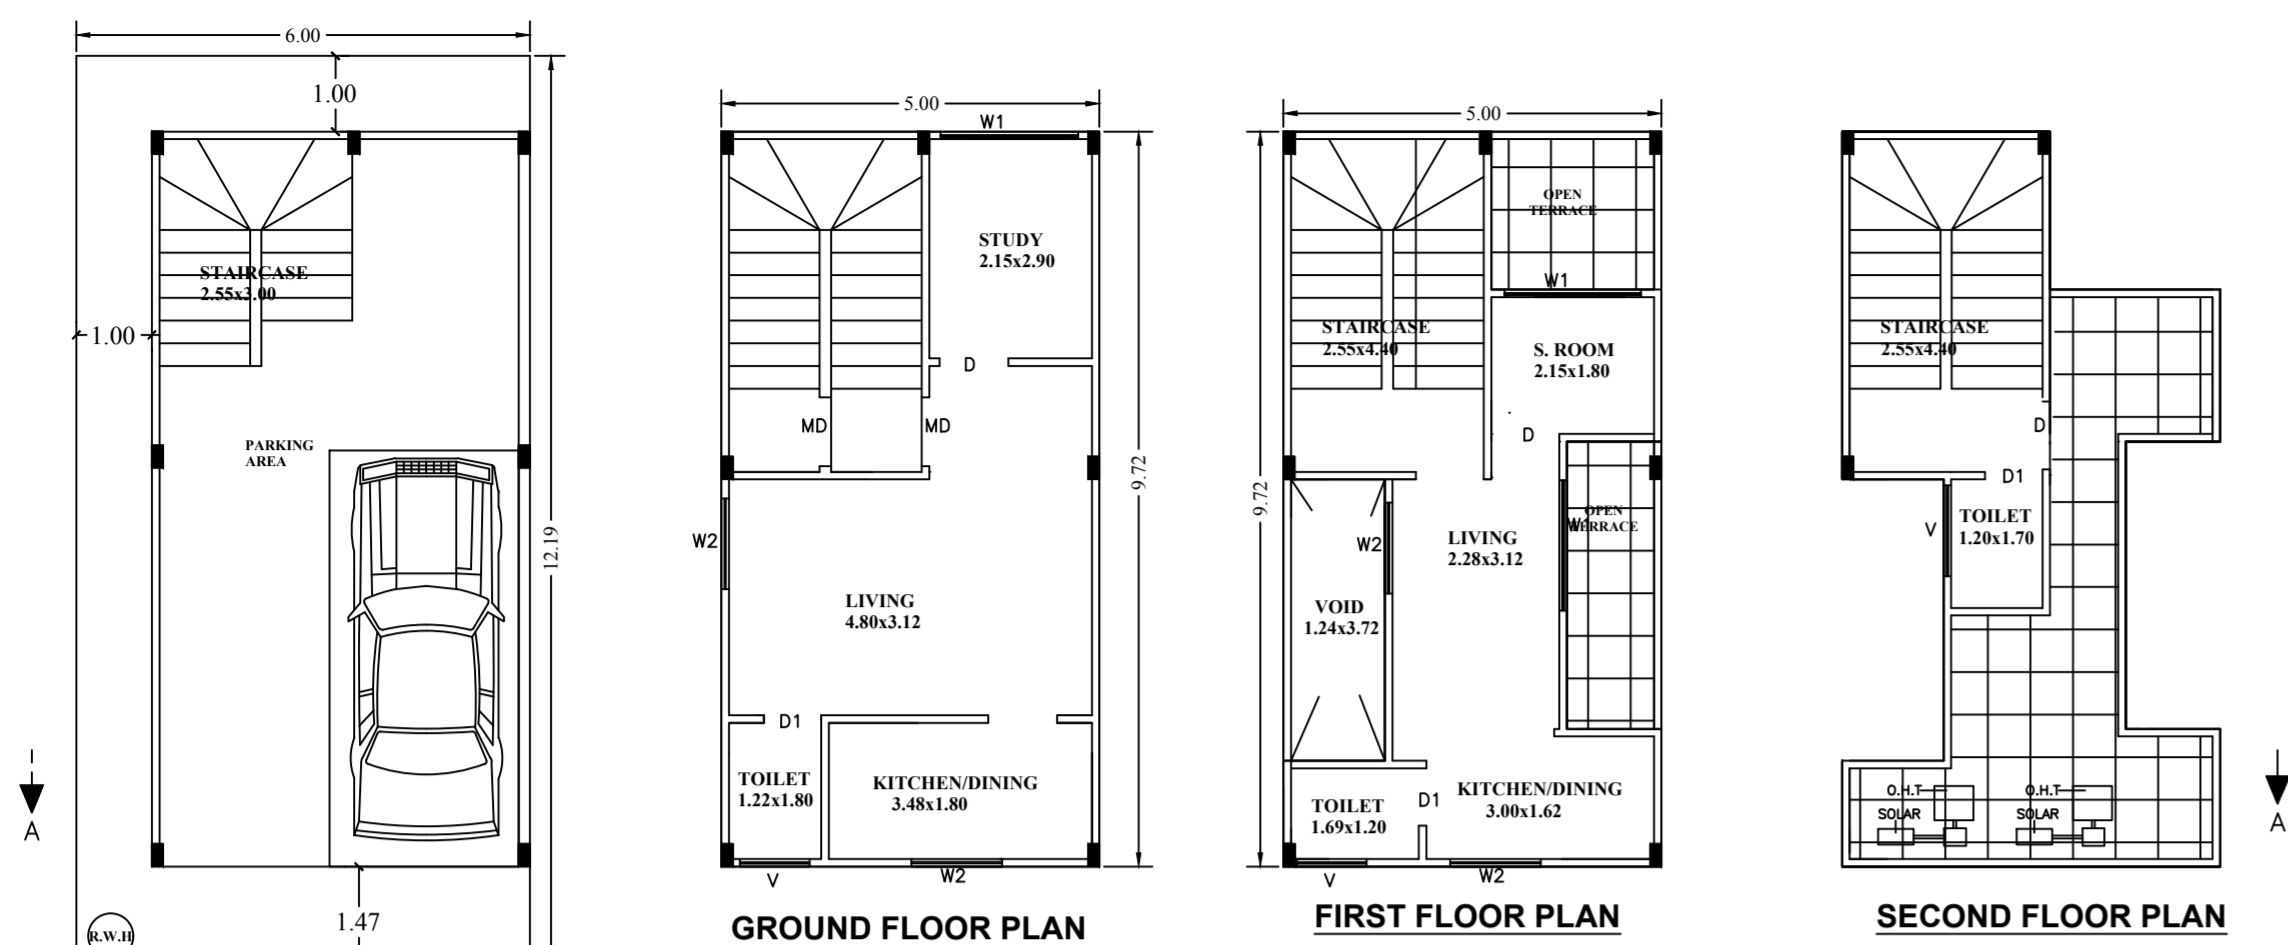 6.00
1.00
STAIRCASE
2.55x3.00
1.00
PARKING
AREA
12.19
A
1.47
R.W.H
5.00
W1
STUDY
2.15x2.90
D
MD
MD
9.72
W2
LIVING
4.80x3.12
D1
TOILET
1.22x1.80
KITCHEN/DINING
3.48x1.80
V
W2
GROUND FLOOR PLAN
5.00
OPEN
TERRACE
W1
STAIRCASE
2.55x4.40
S. ROOM
2.15x1.80
D
9.72
OPEN
TERRACE
W1
W2
LIVING
2.28x3.12
VOID
1.24x3.72
KITCHEN/DINING
3.00x1.62
D1
TOILET
1.69x1.20
V
W2
FIRST FLOOR PLAN
STAIRCASE
2.55x4.40
D
D1
V
TOILET
1.20x1.70
O.H.T
O.H.T
SOLAR
SOLAR
A
SECOND FLOOR PLAN